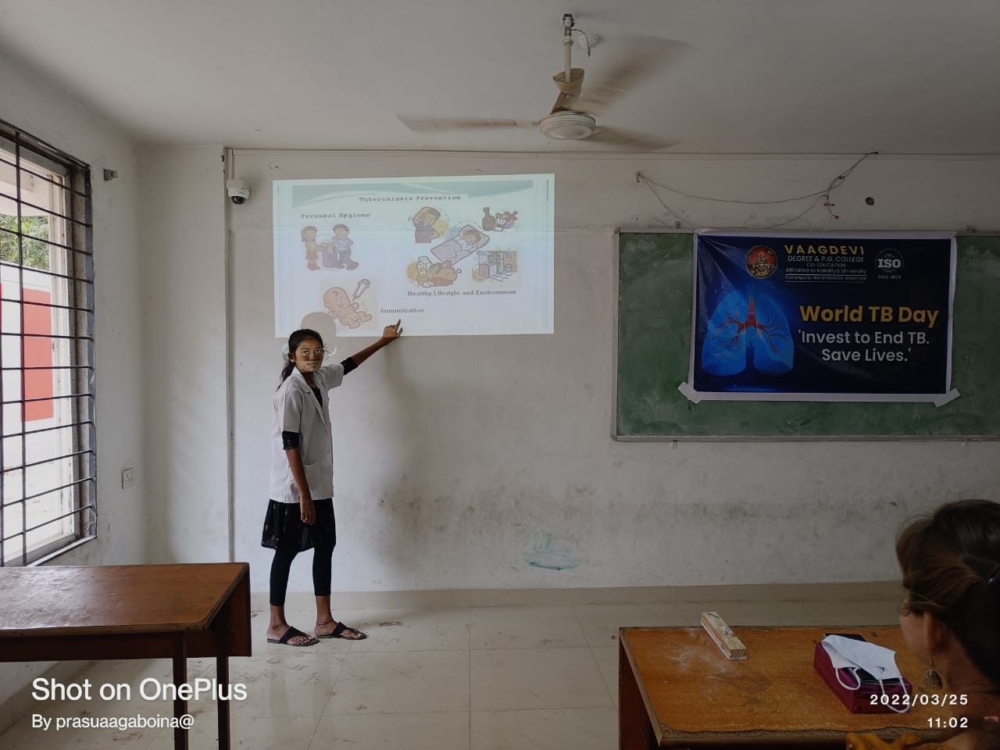 Tuberculosis Prevention
Personal Hygiene
Healthy Lifestyle and Environment
Immunization
VAAGDEVI
DEGREE & P.G. COLLEGE
CO-EDUCATION
Affiliated to Kakatiya University
Kishanpura, Hanamkonda, Warangal
ISO
9001:2015
World TB Day
'Invest to End TB.
Save Lives.'
Shot on OnePlus
By prasuaagaboina@
2022/03/25
11:02